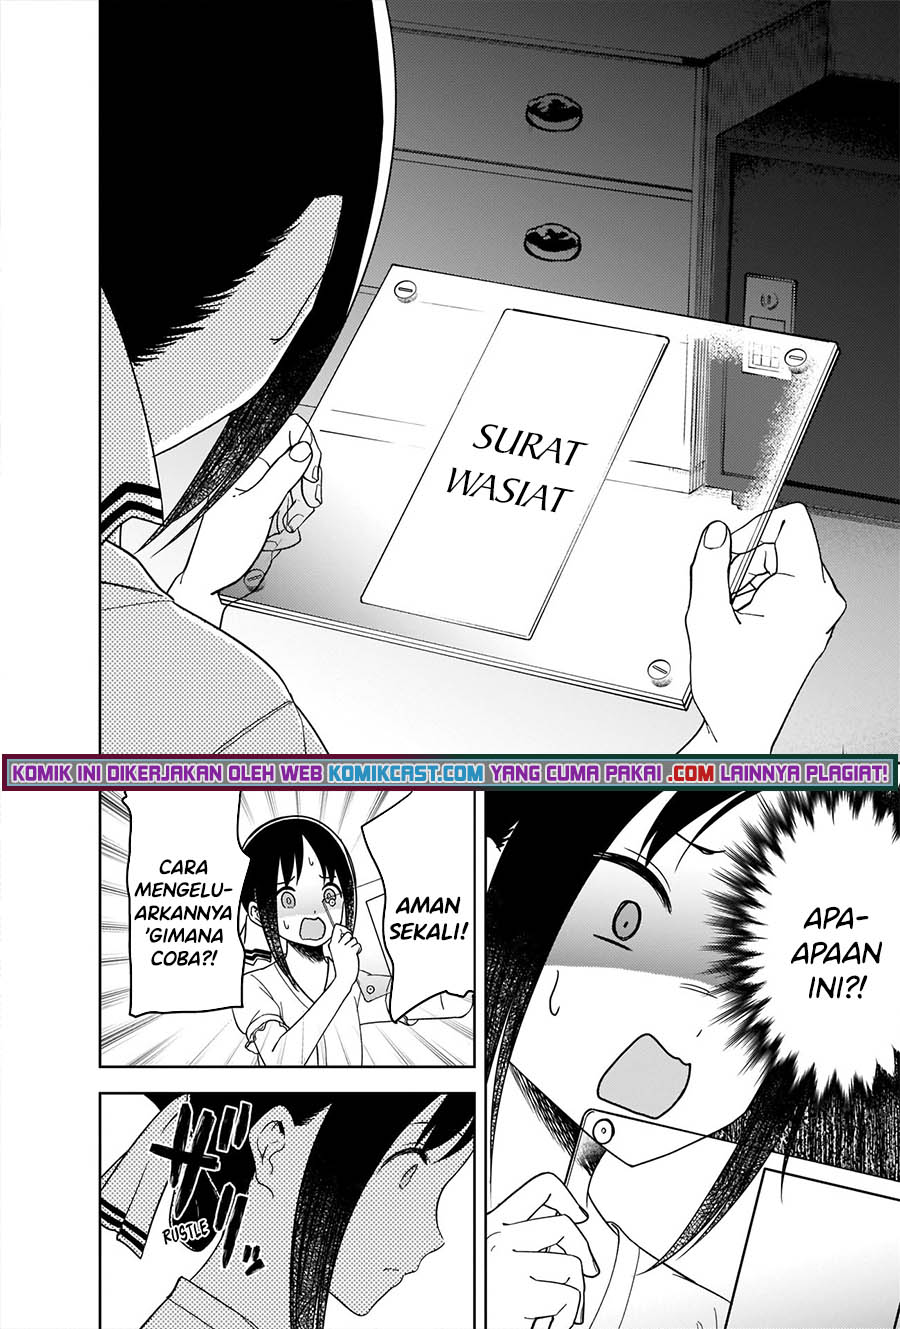 SURAT
WASIAT
KOMIK INI DIKERJAKAN OLEH WEB KOMIKCAST.COM YANG CUMA PAKAI .COM LAINNYA PLAGIAT!
APA-
APAAN
INI?!
AMAN
SEKALI!
CARA
MENGELU-
ARKANNYA
'GIMANA
COBA?!
RUSTLE